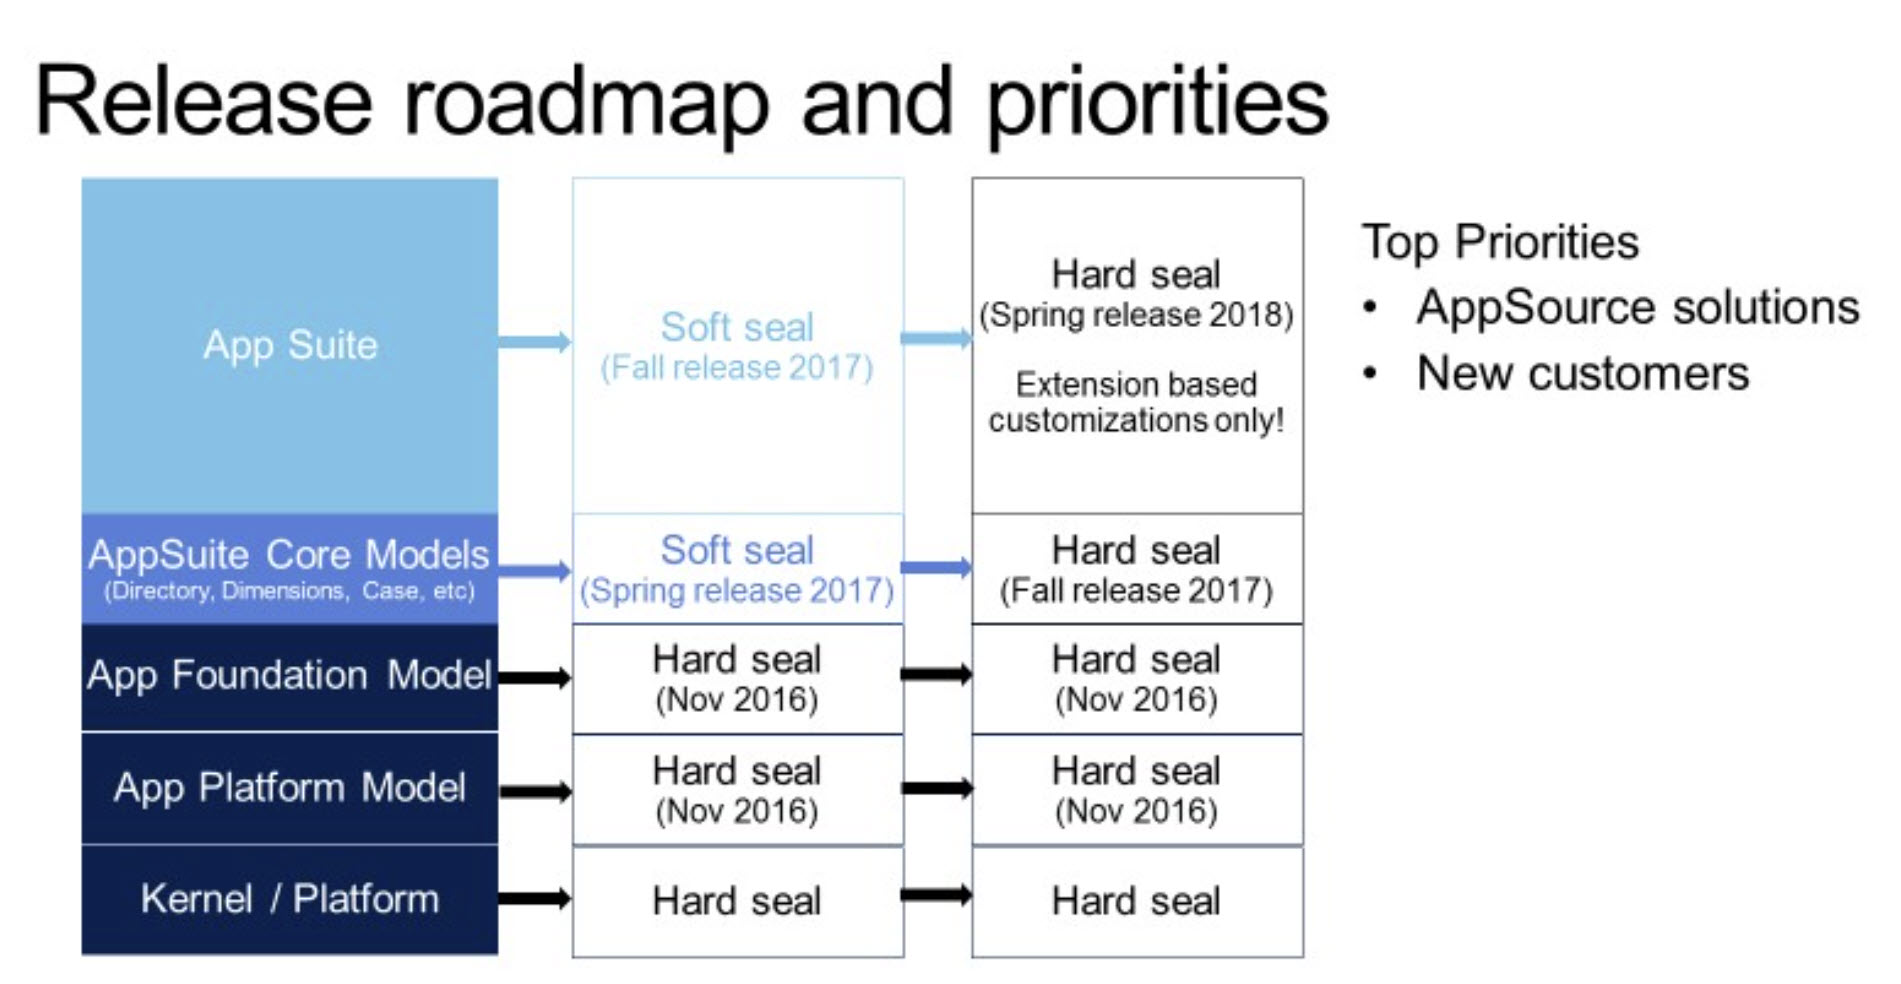 Release roadmap and priorities
App Suite
Soft seal
(Fall release 2017)
Hard seal
(Spring release 2018)
Extension based
customizations only!
Top Priorities
• AppSource solutions
• New customers
AppSuite Core Models
(Directory, Dimensions, Case, etc)
Soft seal
(Spring release 2017)
Hard seal
(Fall release 2017)
App Foundation Model
Hard seal
(Nov 2016)
Hard seal
(Nov 2016)
App Platform Model
Hard seal
(Nov 2016)
Hard seal
(Nov 2016)
Kernel / Platform
Hard seal
Hard seal